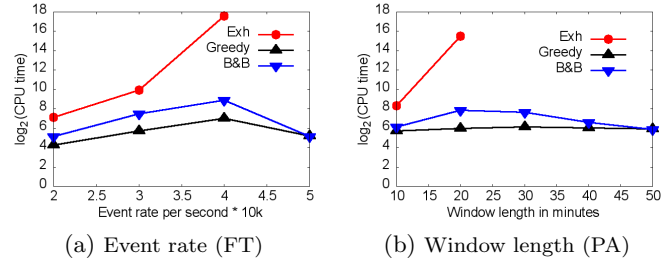 18
16
14
12
10
8
6
4
2
0
log2(CPU time)
Exh
Greedy
B&B
2 2.5 3 3.5 4 4.5 5
Event rate per second * 10k
(a) Event rate (FT)
18
16
14
12
10
8
6
4
2
0
log2(CPU time)
Exh
Greedy
B&B
10 15 20 25 30 35 40 45 50
Window length in minutes
(b) Window length (PA)